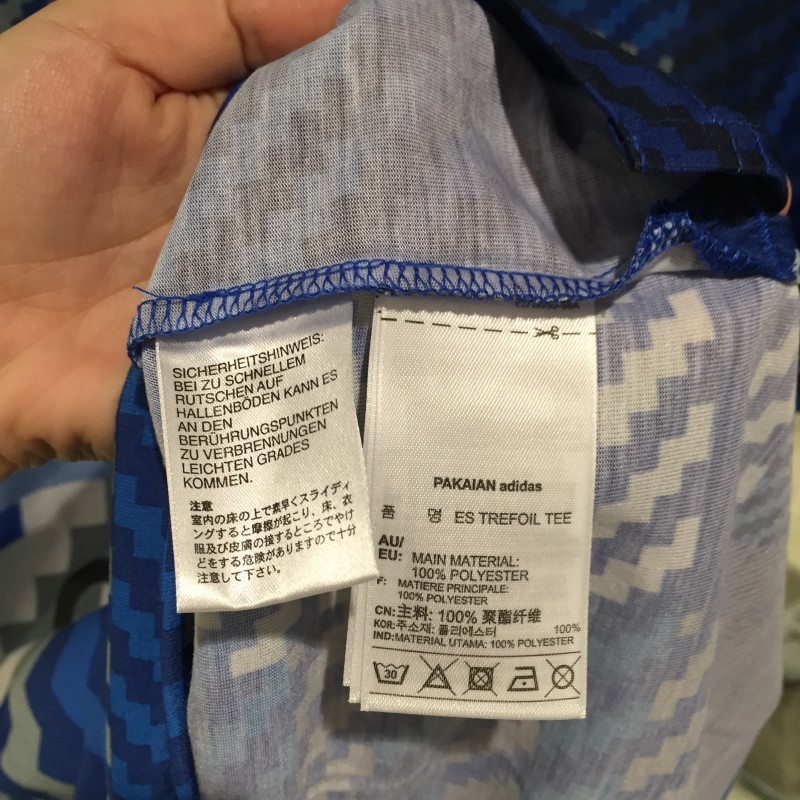 SICHERHEITSHINWEIS:
BEI ZU SCHNELLEM
RUTSCHEN AUF
HALLENBÖDEN KANN ES
AN DEN
BERÜHRUNGSPUNKTEN
ZU VERBRENNUNGEN
LEICHTEN GRADES
KOMMEN.
注意
室内の床の上で素早くスライディ
ングすると摩擦が起こり、床、衣
服及び皮膚の接するところでやけ
どをする危険がありますので十分
注意して下さい。
PAKAIAN adidas
품 명 ES TREFOIL TEE
AU/
EU: MAIN MATERIAL:
100% POLYESTER
F: MATIERE PRINCIPALE:
100% POLYESTER
CN: 主料: 100% 聚酯纤维
KOR: 주소재: 폴리에스터 100%
IND: MATERIAL UTAMA: 100% POLYESTER
30